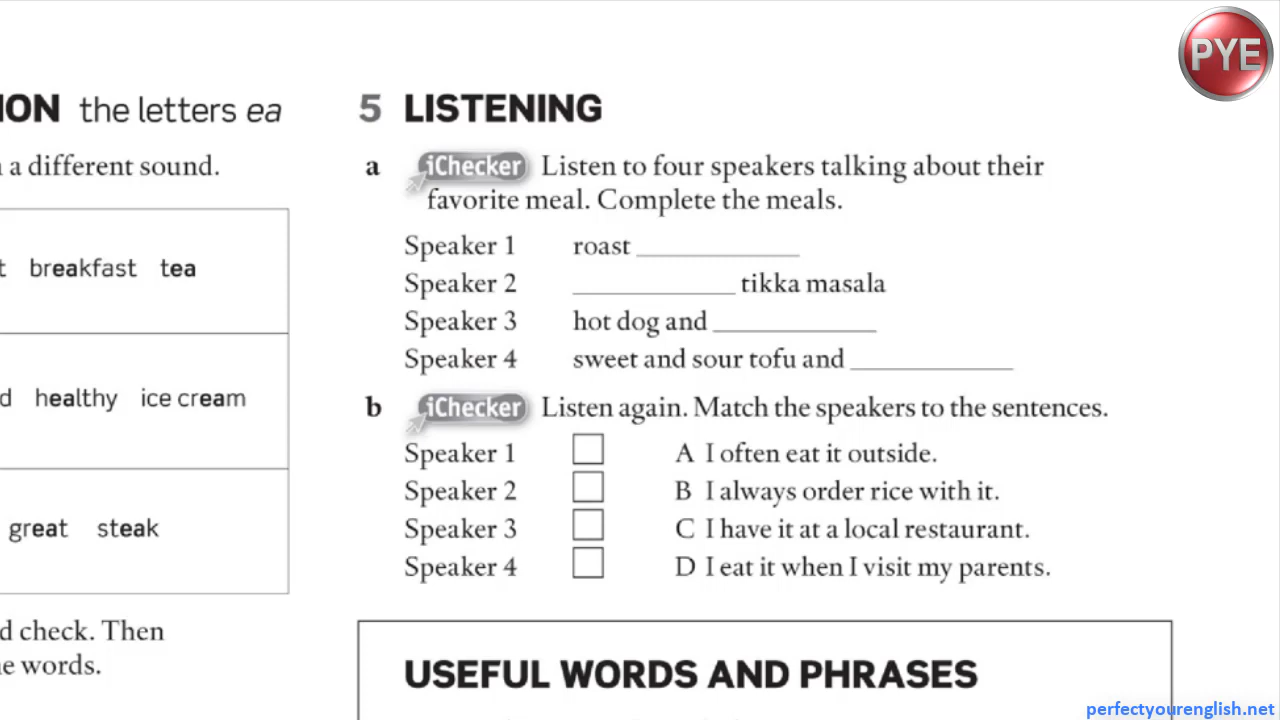 PYE
ION the letters ea
a different sound.
t breakfast tea
d healthy ice cream
great steak
d check. Then
e words.
5 LISTENING
a iChecker Listen to four speakers talking about their
favorite meal. Complete the meals.
Speaker 1 roast ____________
Speaker 2 ____________ tikka masala
Speaker 3 hot dog and ____________
Speaker 4 sweet and sour tofu and ____________
b iChecker Listen again. Match the speakers to the sentences.
Speaker 1 A I often eat it outside.
Speaker 2 B I always order rice with it.
Speaker 3 C I have it at a local restaurant.
Speaker 4 D I eat it when I visit my parents.
USEFUL WORDS AND PHRASES
perfectyourenglish.net